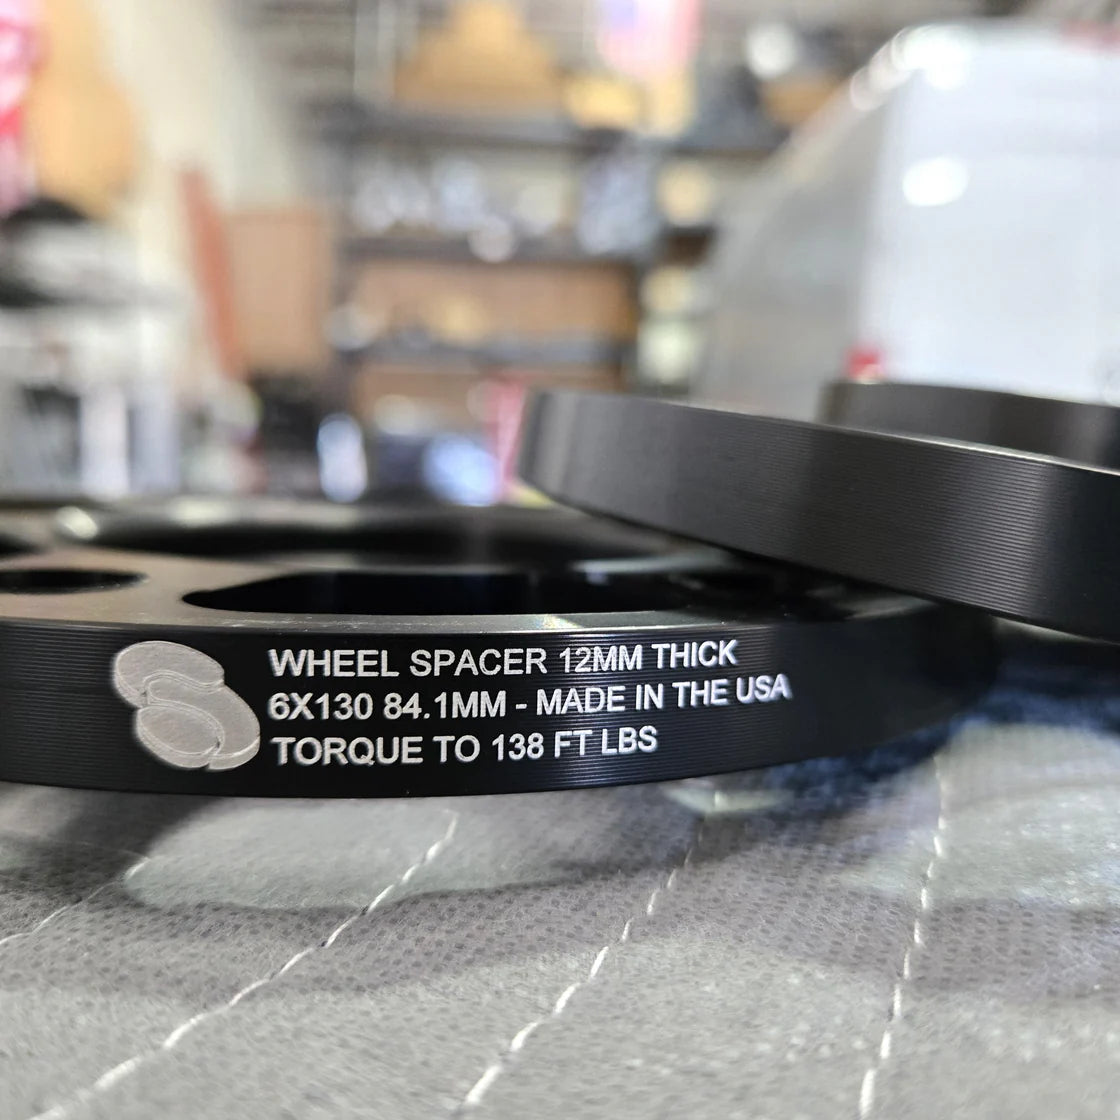 WHEEL SPACER 12MM THICK
6X130 84.1MM - MADE IN THE USA
TORQUE TO 138 FT LBS